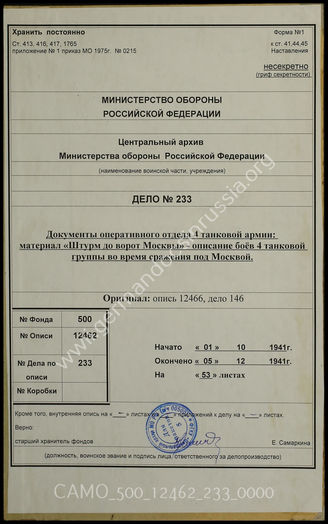 Хранить постоянно
Форма №1
Ст. 413, 416, 417, 1765
приложение № 1 приказ МО 1975г. № 0215
к ст. 41,44,45
Наставления
несекретно
(гриф секретности)
МИНИСТЕРСТВО ОБОРОНЫ
РОССИЙСКОЙ ФЕДЕРАЦИИ
Центральный архив
Министерства обороны Российской Федерации
(наименование воинской части, учреждения)
ДЕЛО № 233
Документы оперативного отдела 4 танковой армии:
материал «Штурм до ворот Москвы» - описание боёв 4 танковой
группы во время сражения под Москвой.
Оригинал: опись 12466, дело 146
№ Фонда 500
№ Описи 12462
№ Дела по описи 233
№ Коробки
Начато « 01 » 10 1941г.
Окончено « 05 » 12 1941г.
На « 53 » листах
Кроме того, внутренняя опись на « — » листах приложений к делу на « — » листах.
Верно:
старший хранитель фондов
Е. Самаркина
(должность, воинское звание и подпись лица, ответственного за делопроизводство)
www.germandocsinrussia.org
CAMO_500_12462_233_0000